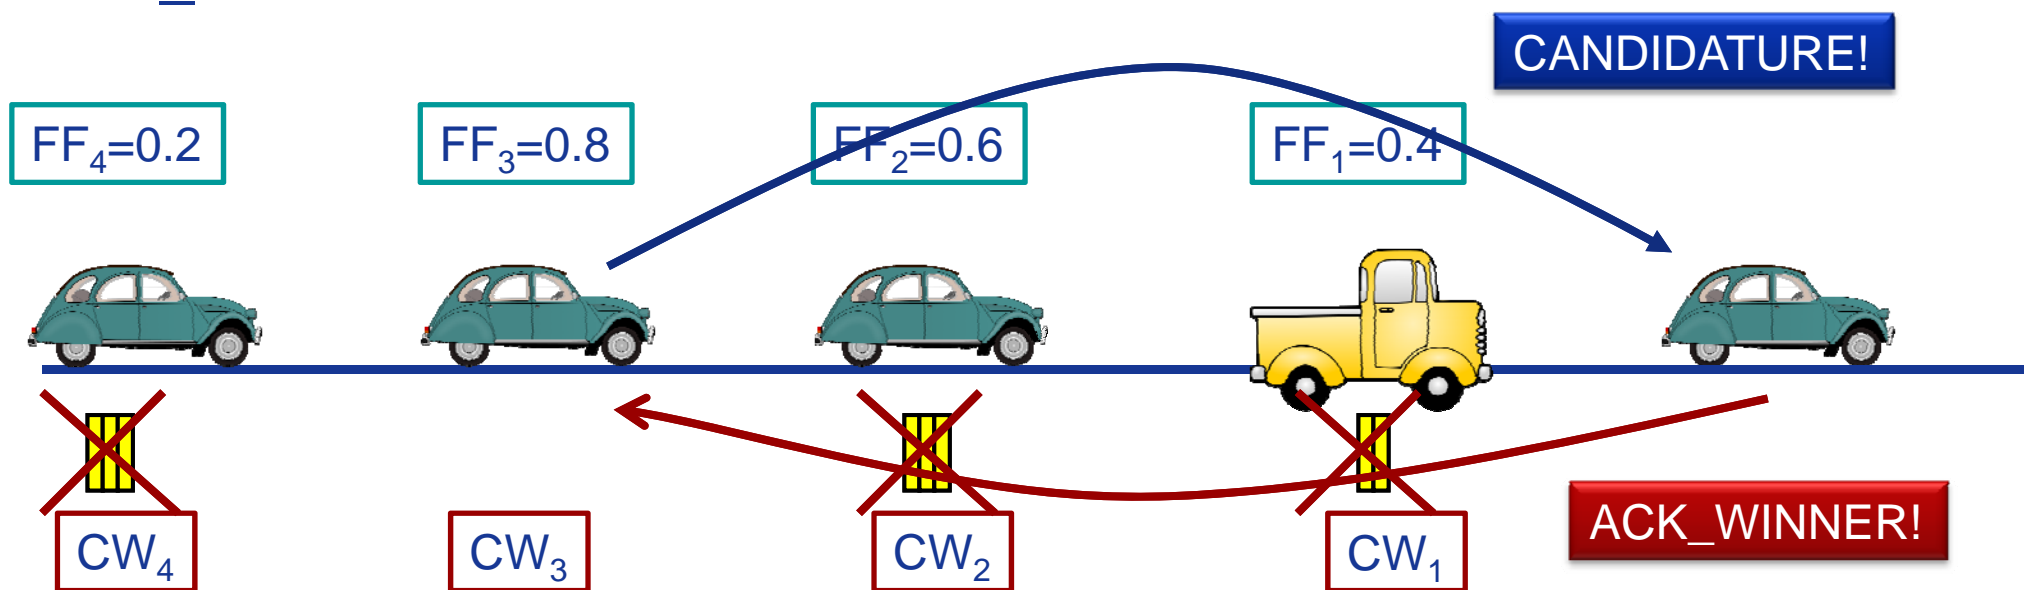 CANDIDATURE!
FF₄=0.2
FF₃=0.8
FF₂=0.6
FF₁=0.4
CW₄
CW₃
CW₂
CW₁
ACK_WINNER!